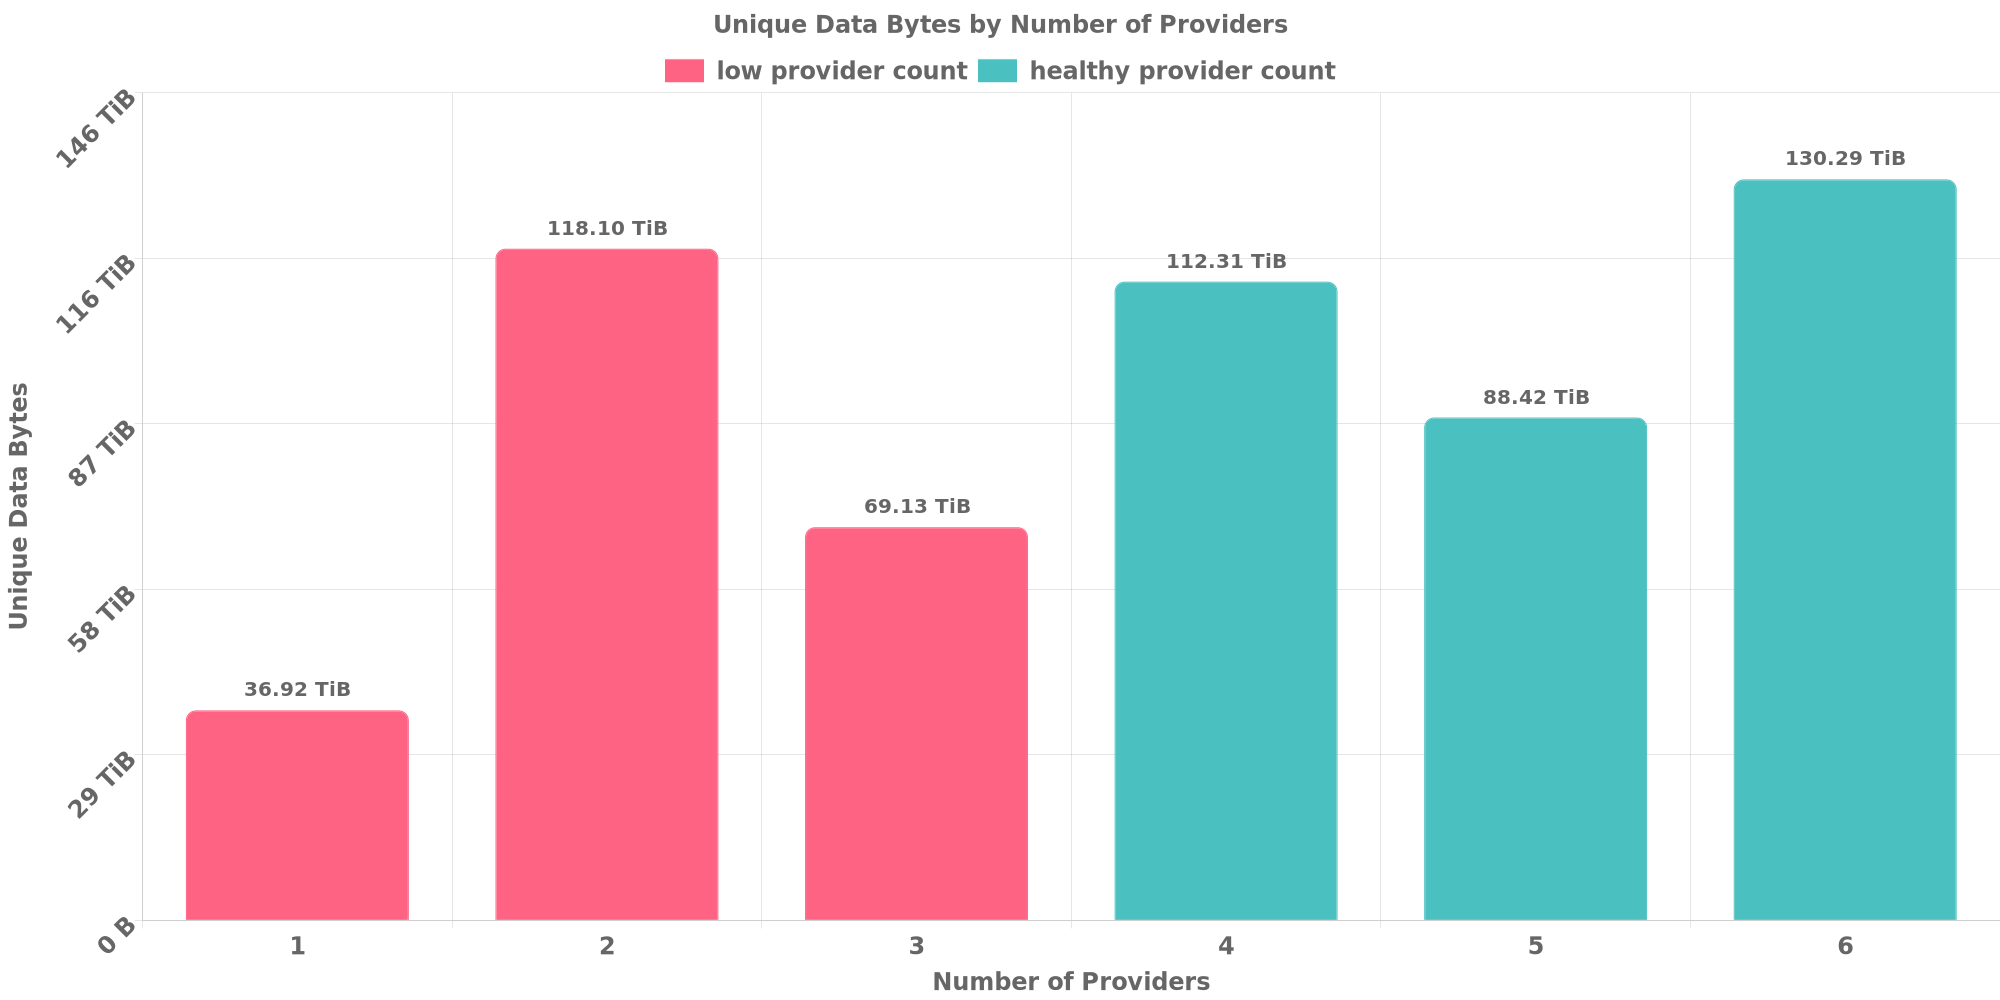 Unique Data Bytes by Number of Providers
low provider count healthy provider count
146 TiB
116 TiB
87 TiB
58 TiB
29 TiB
0 B
Unique Data Bytes
36.92 TiB
118.10 TiB
69.13 TiB
112.31 TiB
88.42 TiB
130.29 TiB
1 2 3 4 5 6
Number of Providers